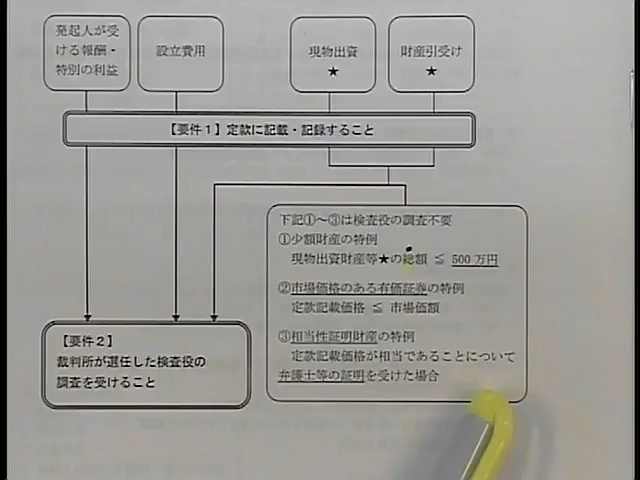 発起人が受
ける報酬・
特別の利益
設立費用
現物出資
★
財産引受け
★
【要件1】定款に記載・記録すること
下記①～③は検査役の調査不要
①少額財産の特例
現物出資財産等★の総額 ≦ 500万円
②市場価格のある有価証券の特例
定款記載価格 ≦ 市場価額
③相当性証明財産の特例
定款記載価格が相当であることについて
弁護士等の証明を受けた場合
【要件2】
裁判所が選任した検査役の
調査を受けること